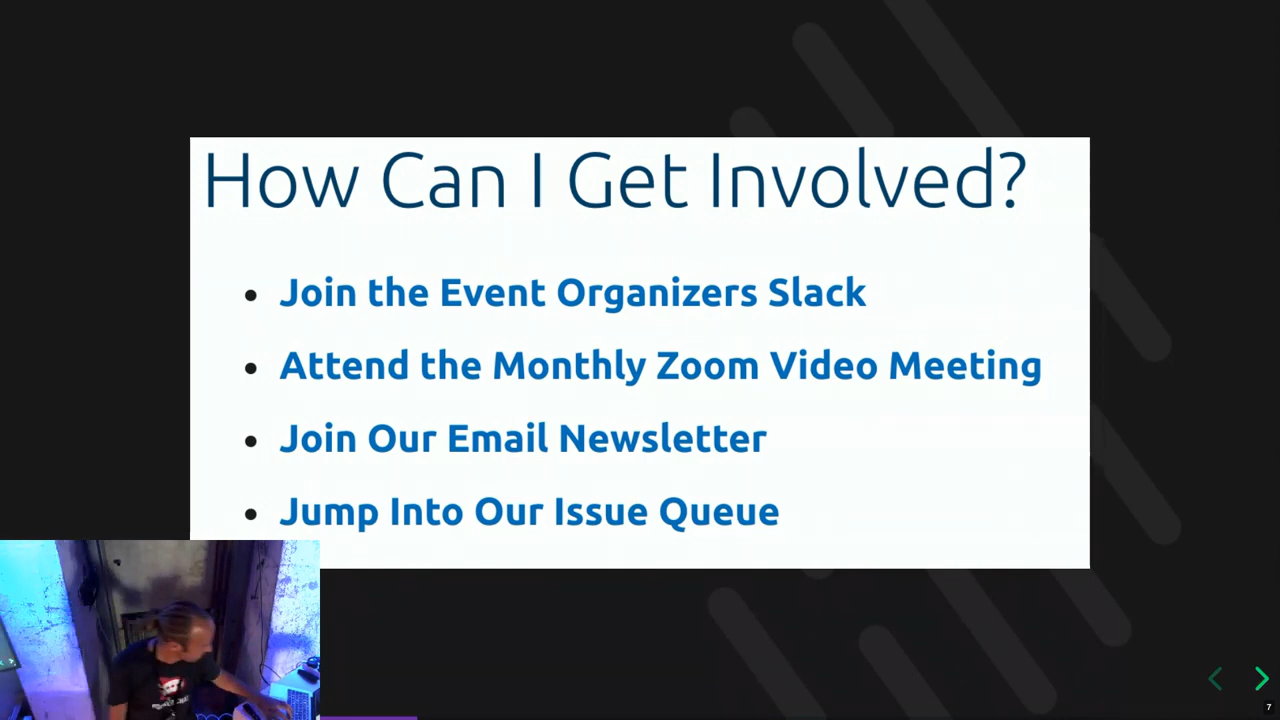 How Can I Get Involved?
Join the Event Organizers Slack
Attend the Monthly Zoom Video Meeting
Join Our Email Newsletter
Jump Into Our Issue Queue
7